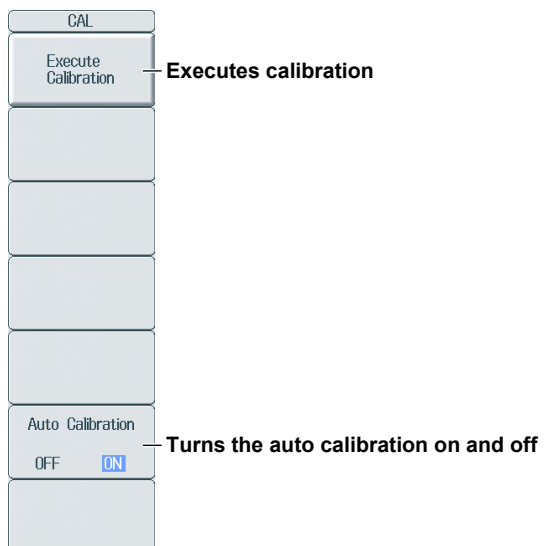 CAL
Execute
Calibration
Executes calibration
Auto Calibration
OFF ON
Turns the auto calibration on and off